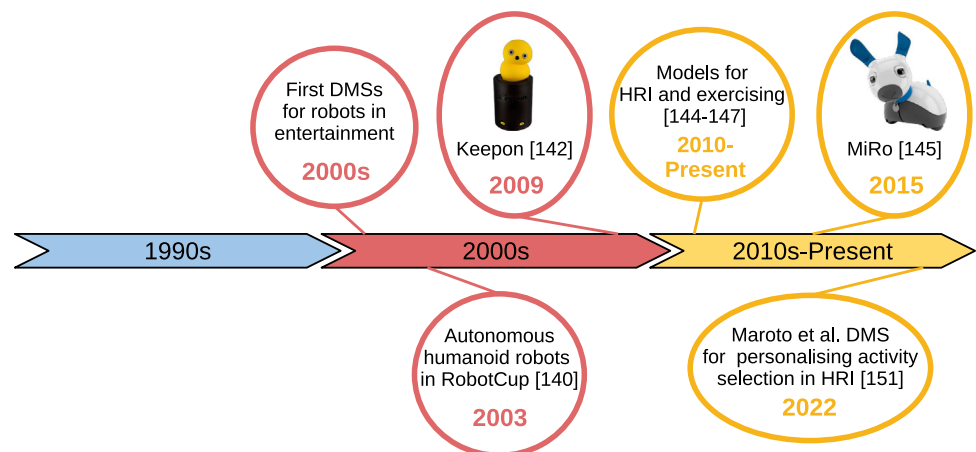 First DMSs
for robots in
entertainment
2000s
Keepon [142]
2009
Models for
HRI and exercising
[144-147]
2010-
Present
MiRo [145]
2015
1990s
2000s
2010s-Present
Autonomous
humanoid robots
in RobotCup [140]
2003
Maroto et al. DMS
for personalising activity
selection in HRI [151]
2022